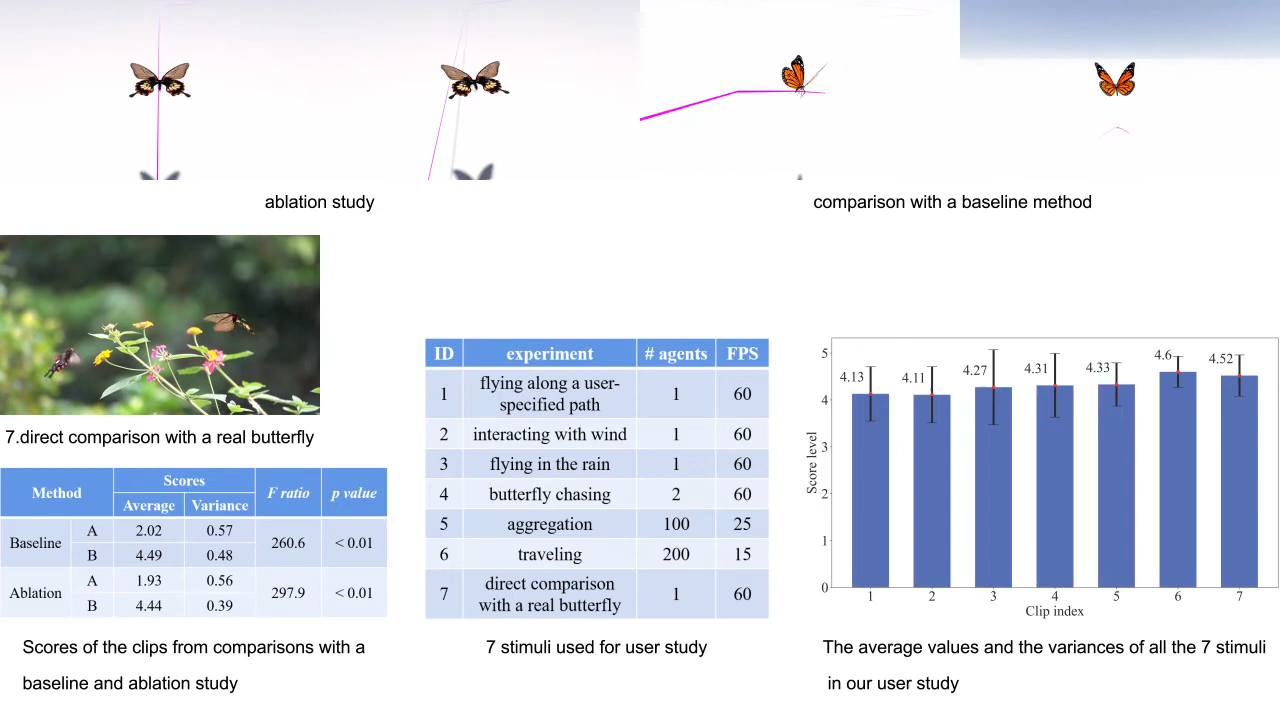 ablation study
comparison with a baseline method
7.direct comparison with a real butterfly
Method Scores F ratio p value
Average Variance
Baseline A 2.02 0.57 260.6 < 0.01
B 4.49 0.48
Ablation A 1.93 0.56 297.9 < 0.01
B 4.44 0.39
Scores of the clips from comparisons with a
baseline and ablation study
ID experiment # agents FPS
1 flying along a user-
specified path 1 60
2 interacting with wind 1 60
3 flying in the rain 1 60
4 butterfly chasing 2 60
5 aggregation 100 25
6 traveling 200 15
7 direct comparison
with a real butterfly 1 60
7 stimuli used for user study
Score level
5
4
3
2
1
0
4.13 4.11 4.27 4.31 4.33 4.6 4.52
1 2 3 4 5 6 7
Clip index
The average values and the variances of all the 7 stimuli
in our user study